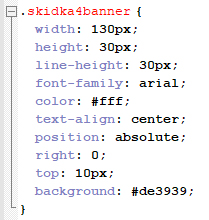 .skidka4banner {
width: 130px;
height: 30px;
line-height: 30px;
font-family: arial;
color: #fff;
text-align: center;
position: absolute;
right: 0;
top: 10px;
background: #de3939;
}